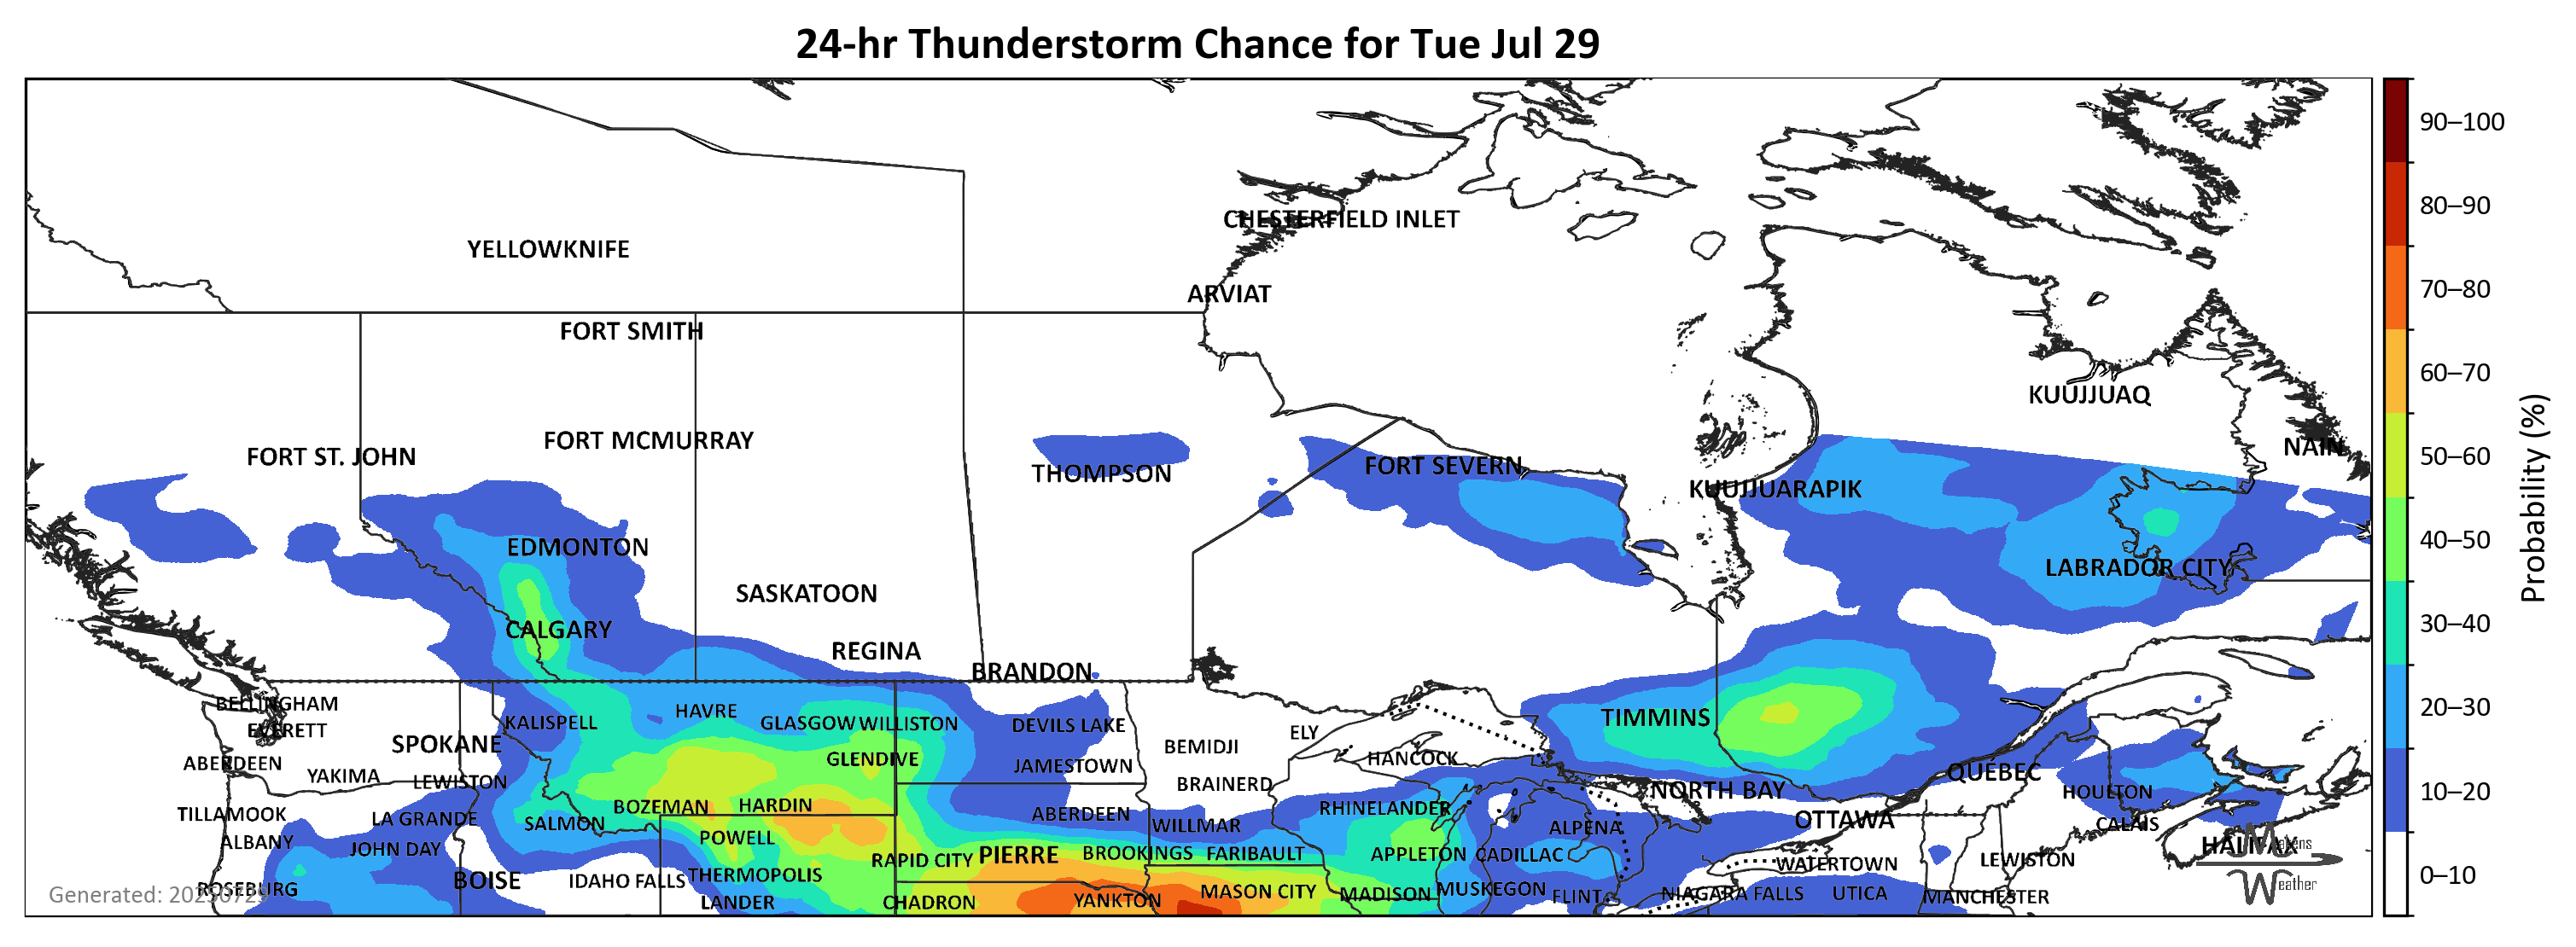 24-hr Thunderstorm Chance for Tue Jul 29
90–100
80–90
CHESTERFIELD INLET
YELLOWKNIFE
70–80
ARVIAT
FORT SMITH
60–70
KUUJJUAQ
FORT MCMURRAY
NAIN
FORT ST. JOHN
50–60
FORT SEVERN
THOMPSON
KUUJJUARAPIK
Probability (%)
40–50
EDMONTON
LABRADOR CITY
SASKATOON
30–40
CALGARY
REGINA
BRANDON
BELLINGHAM
20–30
HAVRE
TIMMINS
KALISPELL
GLASGOW
WILLISTON
DEVILS LAKE
EVERETT
ELY
SPOKANE
BEMIDJI
HANCOCK
GLENDIVE
ABERDEEN
JAMESTOWN
QUEBEC
YAKIMA
LEWISTON
BRAINERD
NORTH BAY
HOULTON
10–20
BOZEMAN
HARDIN
RHINELANDER
TILLAMOOK
ABERDEEN
LA GRANDE
OTTAWA
SALMON
WILLMAR
CALAIS
ALPENA
POWELL
ALBANY
HALIFAX
Matens
JOHN DAY
BROOKINGS
FARIBAULT
APPLETON
CADILLAC
PIERRE
RAPID CITY
LEWISTON
WATERTOWN
THERMOPOLIS
0–10
BOISE
IDAHO FALLS
Weather
ROSEBURG
MUSKEGON
MASON CITY
MADISON
NIAGARA FALLS
UTICA
Generated: 202507
FLINT
MANCHESTER
YANKTON
LANDER
CHADRON